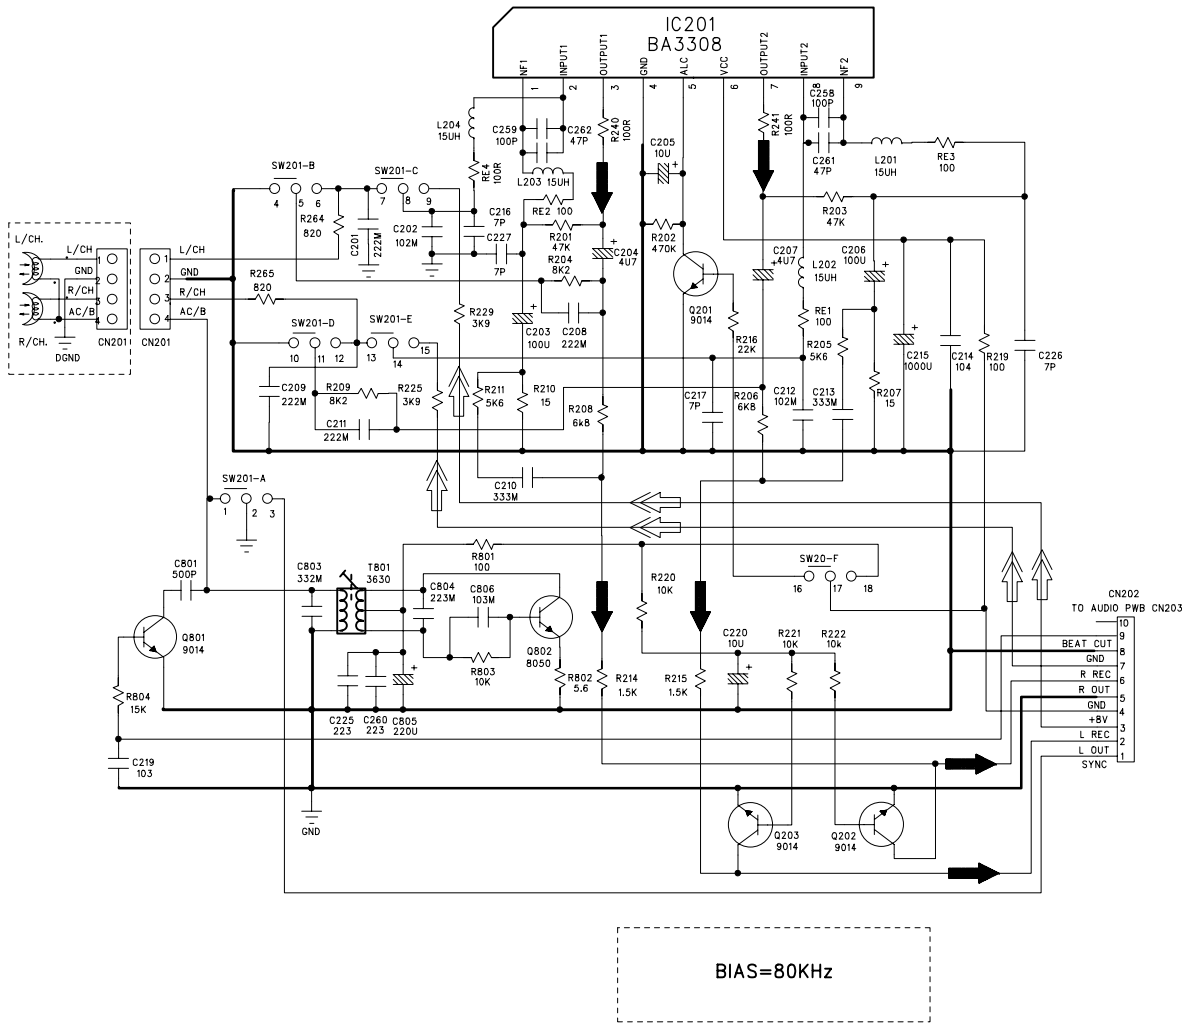 IC201
BA3308
NF1
INPUT1
OUTPUT1
GND
ALC
VCC
OUTPUT2
INPUT2
NF2
1
2
3
4
5
6
7
8
9
L204
15UH
C259
100P
C262
47P
R240
100R
C205
10U
R241
100R
C258
100P
C261
47P
L201
15UH
RE3
100
RE4
100R
L203 15UH
RE2 100
SW201-B
4
5
6
SW201-C
7
8
9
R264
820
C201
222M
C202
102M
C216
7P
C227
7P
R201
47K
R204
8K2
C204
4U7
R202
470K
R203
47K
C207
4U7
L202
15UH
C206
100U
L/CH.
L/CH
GND
R/CH
AC/B
1
2
3
4
R/CH.
DGND
CN201
1
2
3
4
CN201
L/CH
GND
R/CH
AC/B
R265
820
Q201
9014
R229
3K9
C203
100U
C208
222M
R216
22K
RE1
100
R205
5K6
C215
1000U
C214
104
R219
100
C226
7P
SW201-D
10
11
12
SW201-E
13
14
15
C209
222M
R209
8K2
R225
3K9
C211
222M
R211
5K6
R210
15
R208
6k8
C217
7P
R206
6K8
C212
102M
C213
333M
R207
15
C210
333M
SW201-A
1
2
3
C801
500P
C803
332M
T801
3630
C804
223M
C806
103M
R801
100
R803
10K
Q802
8050
R802
5.6
Q801
9014
R804
15K
C219
103
C225
223
C260
223
C805
220U
R220
10K
SW20-F
16
17
18
R214
1.5K
R215
1.5K
C220
10U
R221
10K
R222
10k
Q203
9014
Q202
9014
GND
CN202
TO AUDIO PWB CN203
10
9
BEAT CUT
8
GND
7
R REC
6
R OUT
5
GND
4
+8V
3
L REC
2
L OUT
1
SYNC
BIAS=80KHz